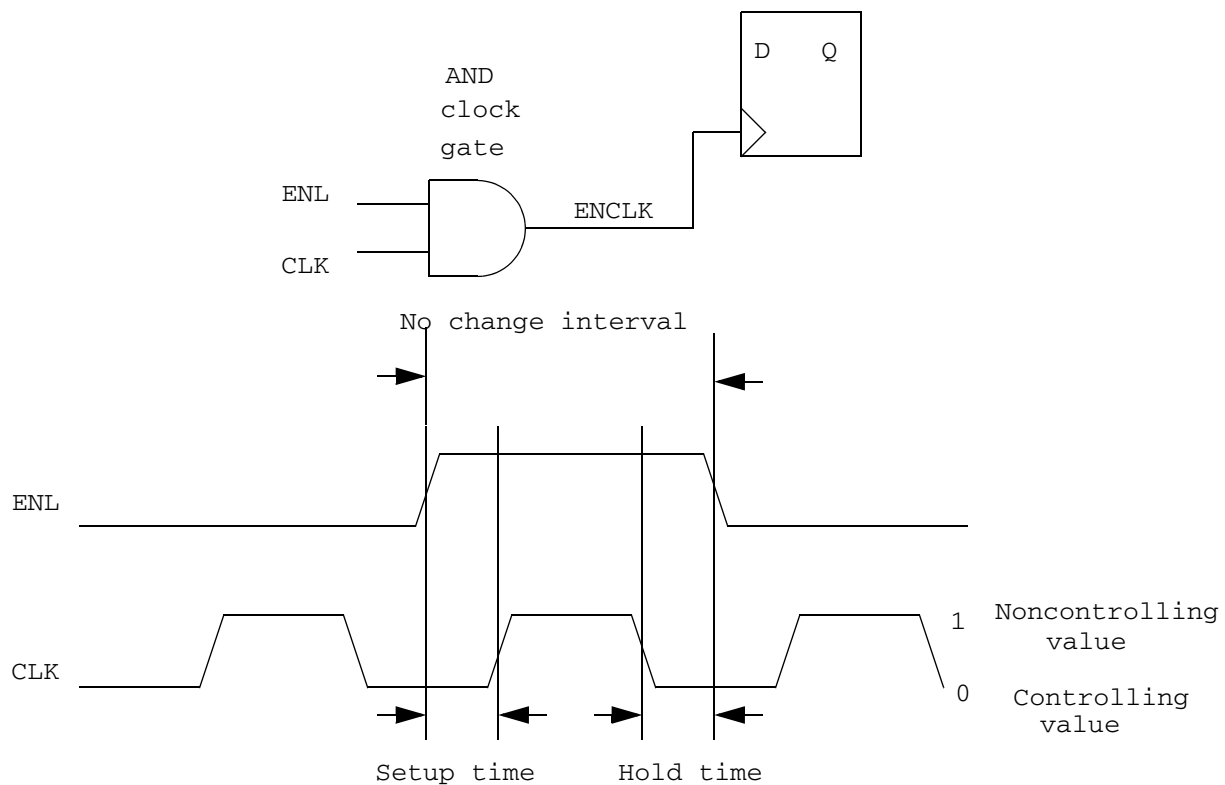 D Q
AND
clock
gate
ENL
ENCLK
CLK
No change interval
ENL
1 Noncontrolling
value
CLK
0 Controlling
value
Setup time Hold time